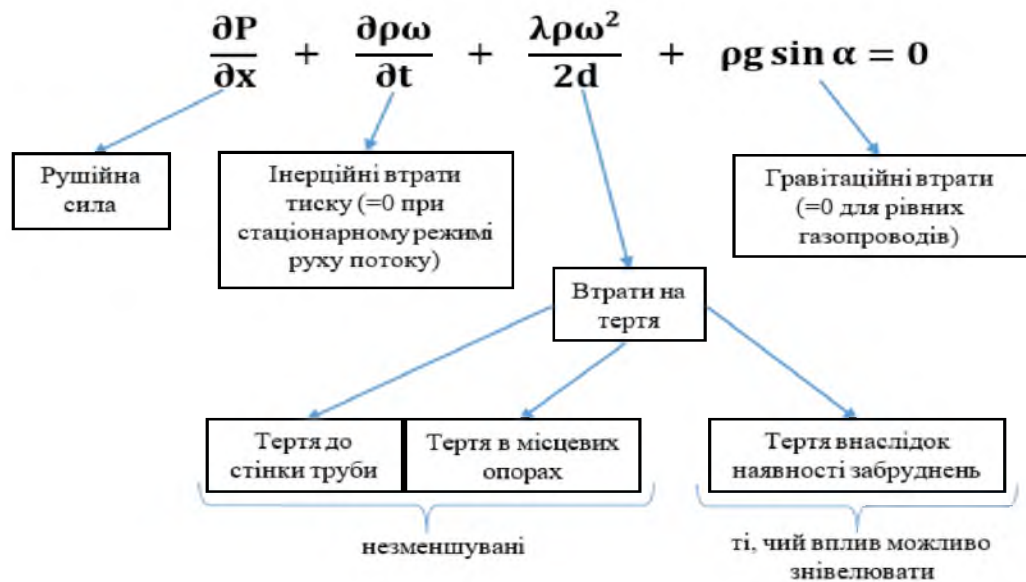 ∂P/∂x + ∂ρω/∂t + λρω²/2d + ρg sin α = 0
Рушійна
сила
Інерційні втрати
тиску (=0 при
стаціонарному режимі
руху потоку)
Гравітаційні втрати
(=0 для рівних
газопроводів)
Втрати на
тертя
Тертя до
стінки труби
Тертя в місцевих
опорах
Тертя внаслідок
наявності забруднень
незменшувані
ті, чий вплив можливо
знівелювати